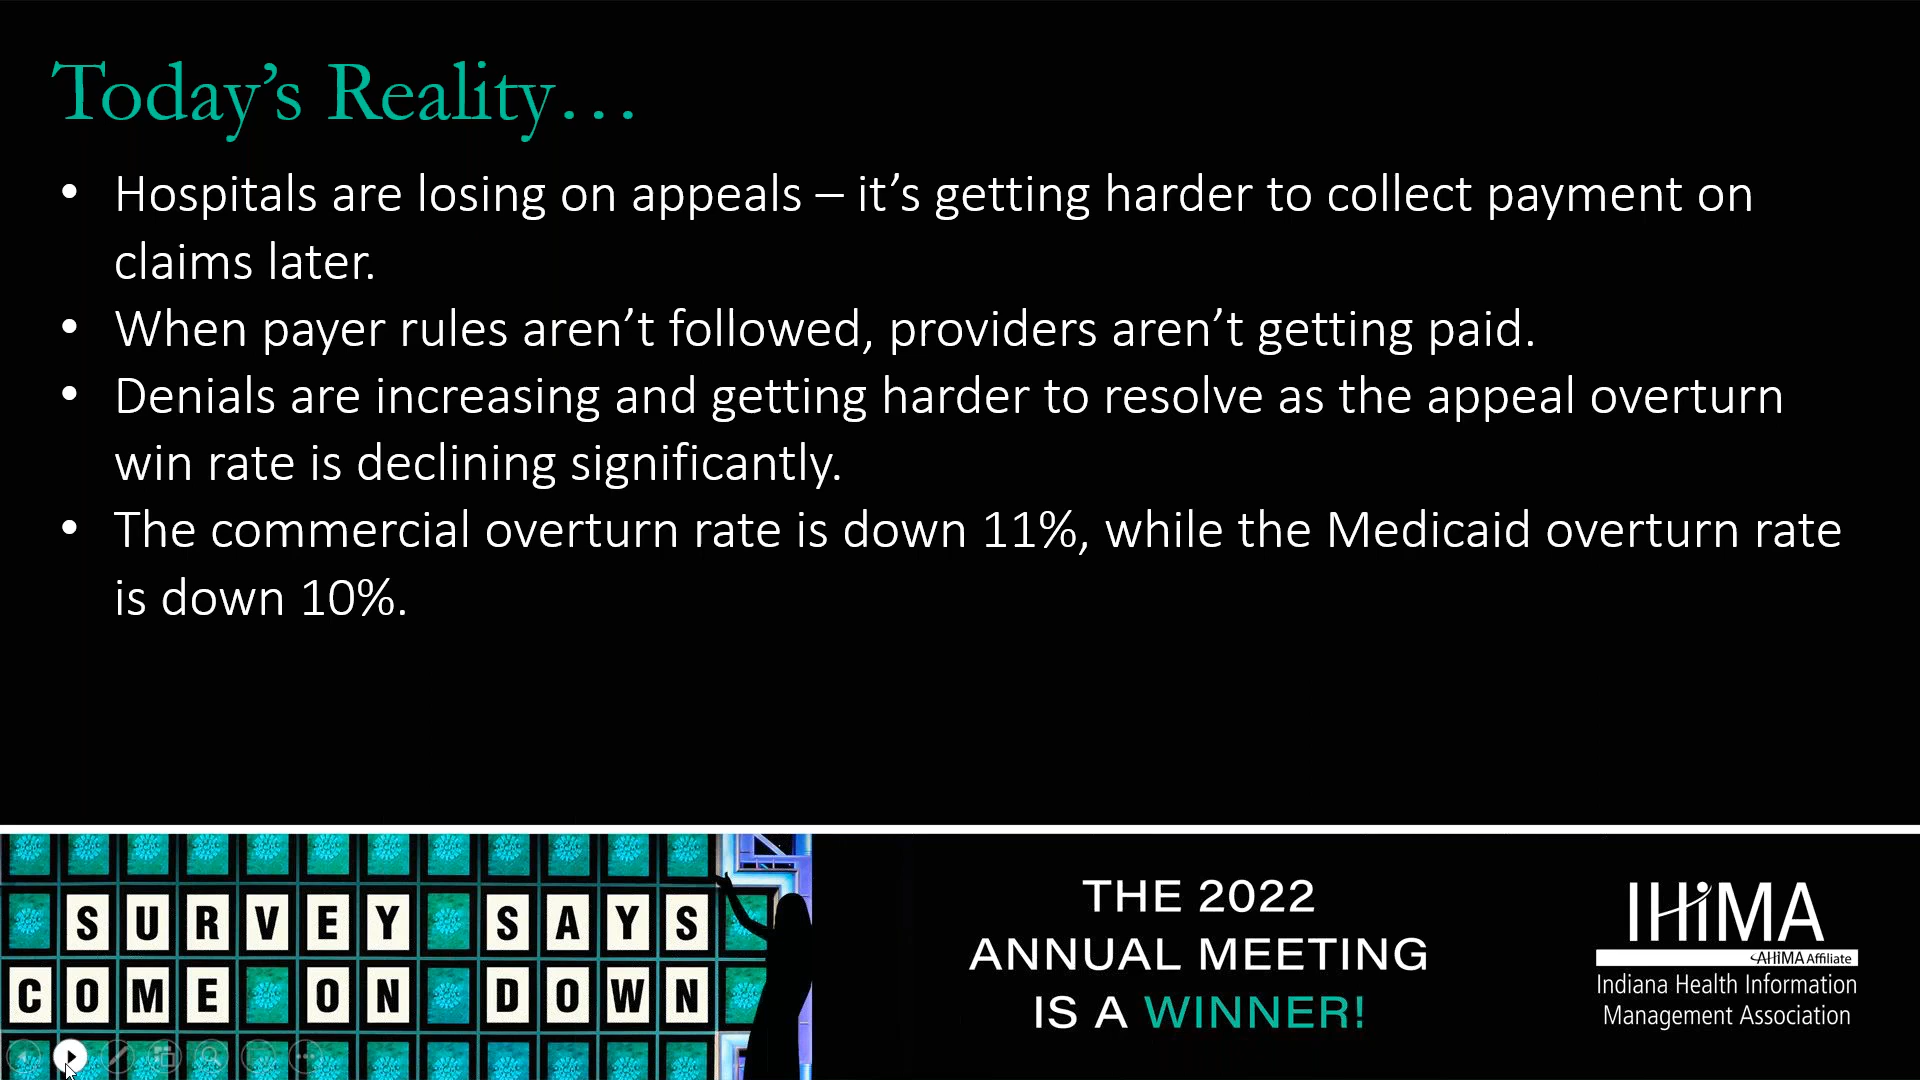 Today’s Reality…
• Hospitals are losing on appeals – it’s getting harder to collect payment on
claims later.
• When payer rules aren’t followed, providers aren’t getting paid.
• Denials are increasing and getting harder to resolve as the appeal overturn
win rate is declining significantly.
• The commercial overturn rate is down 11%, while the Medicaid overturn rate
is down 10%.
SURVEY SAYS
COME ON DOWN
THE 2022
ANNUAL MEETING
IS A WINNER!
IHiMA
AHiMA Affiliate
Indiana Health Information
Management Association